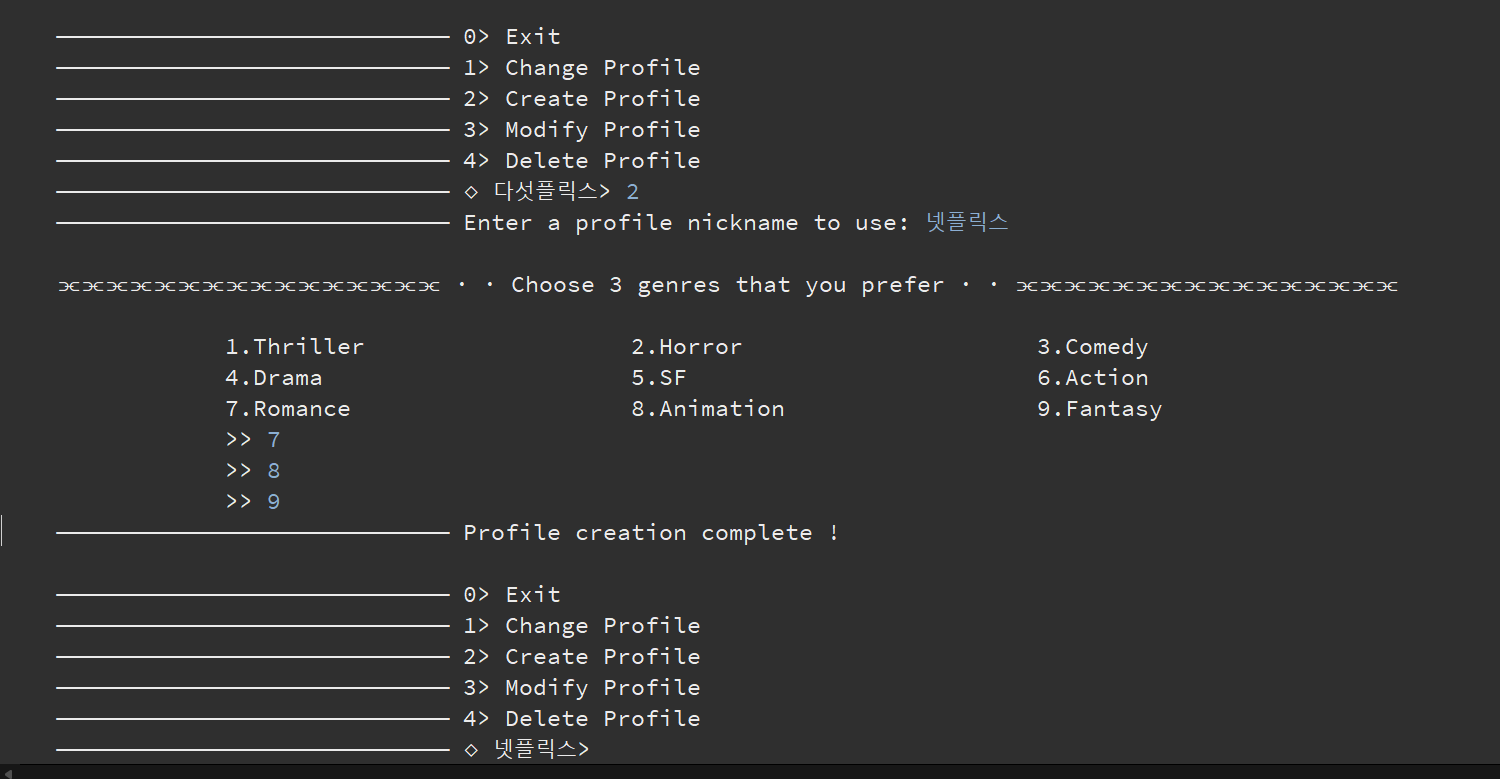 0> Exit
1> Change Profile
2> Create Profile
3> Modify Profile
4> Delete Profile
◇ 다섯플릭스> 2
Enter a profile nickname to use: 넷플릭스
· · Choose 3 genres that you prefer · ·
1.Thriller 2.Horror 3.Comedy
4.Drama 5.SF 6.Action
7.Romance 8.Animation 9.Fantasy
>> 7
>> 8
>> 9
Profile creation complete !
0> Exit
1> Change Profile
2> Create Profile
3> Modify Profile
4> Delete Profile
◇ 넷플릭스>